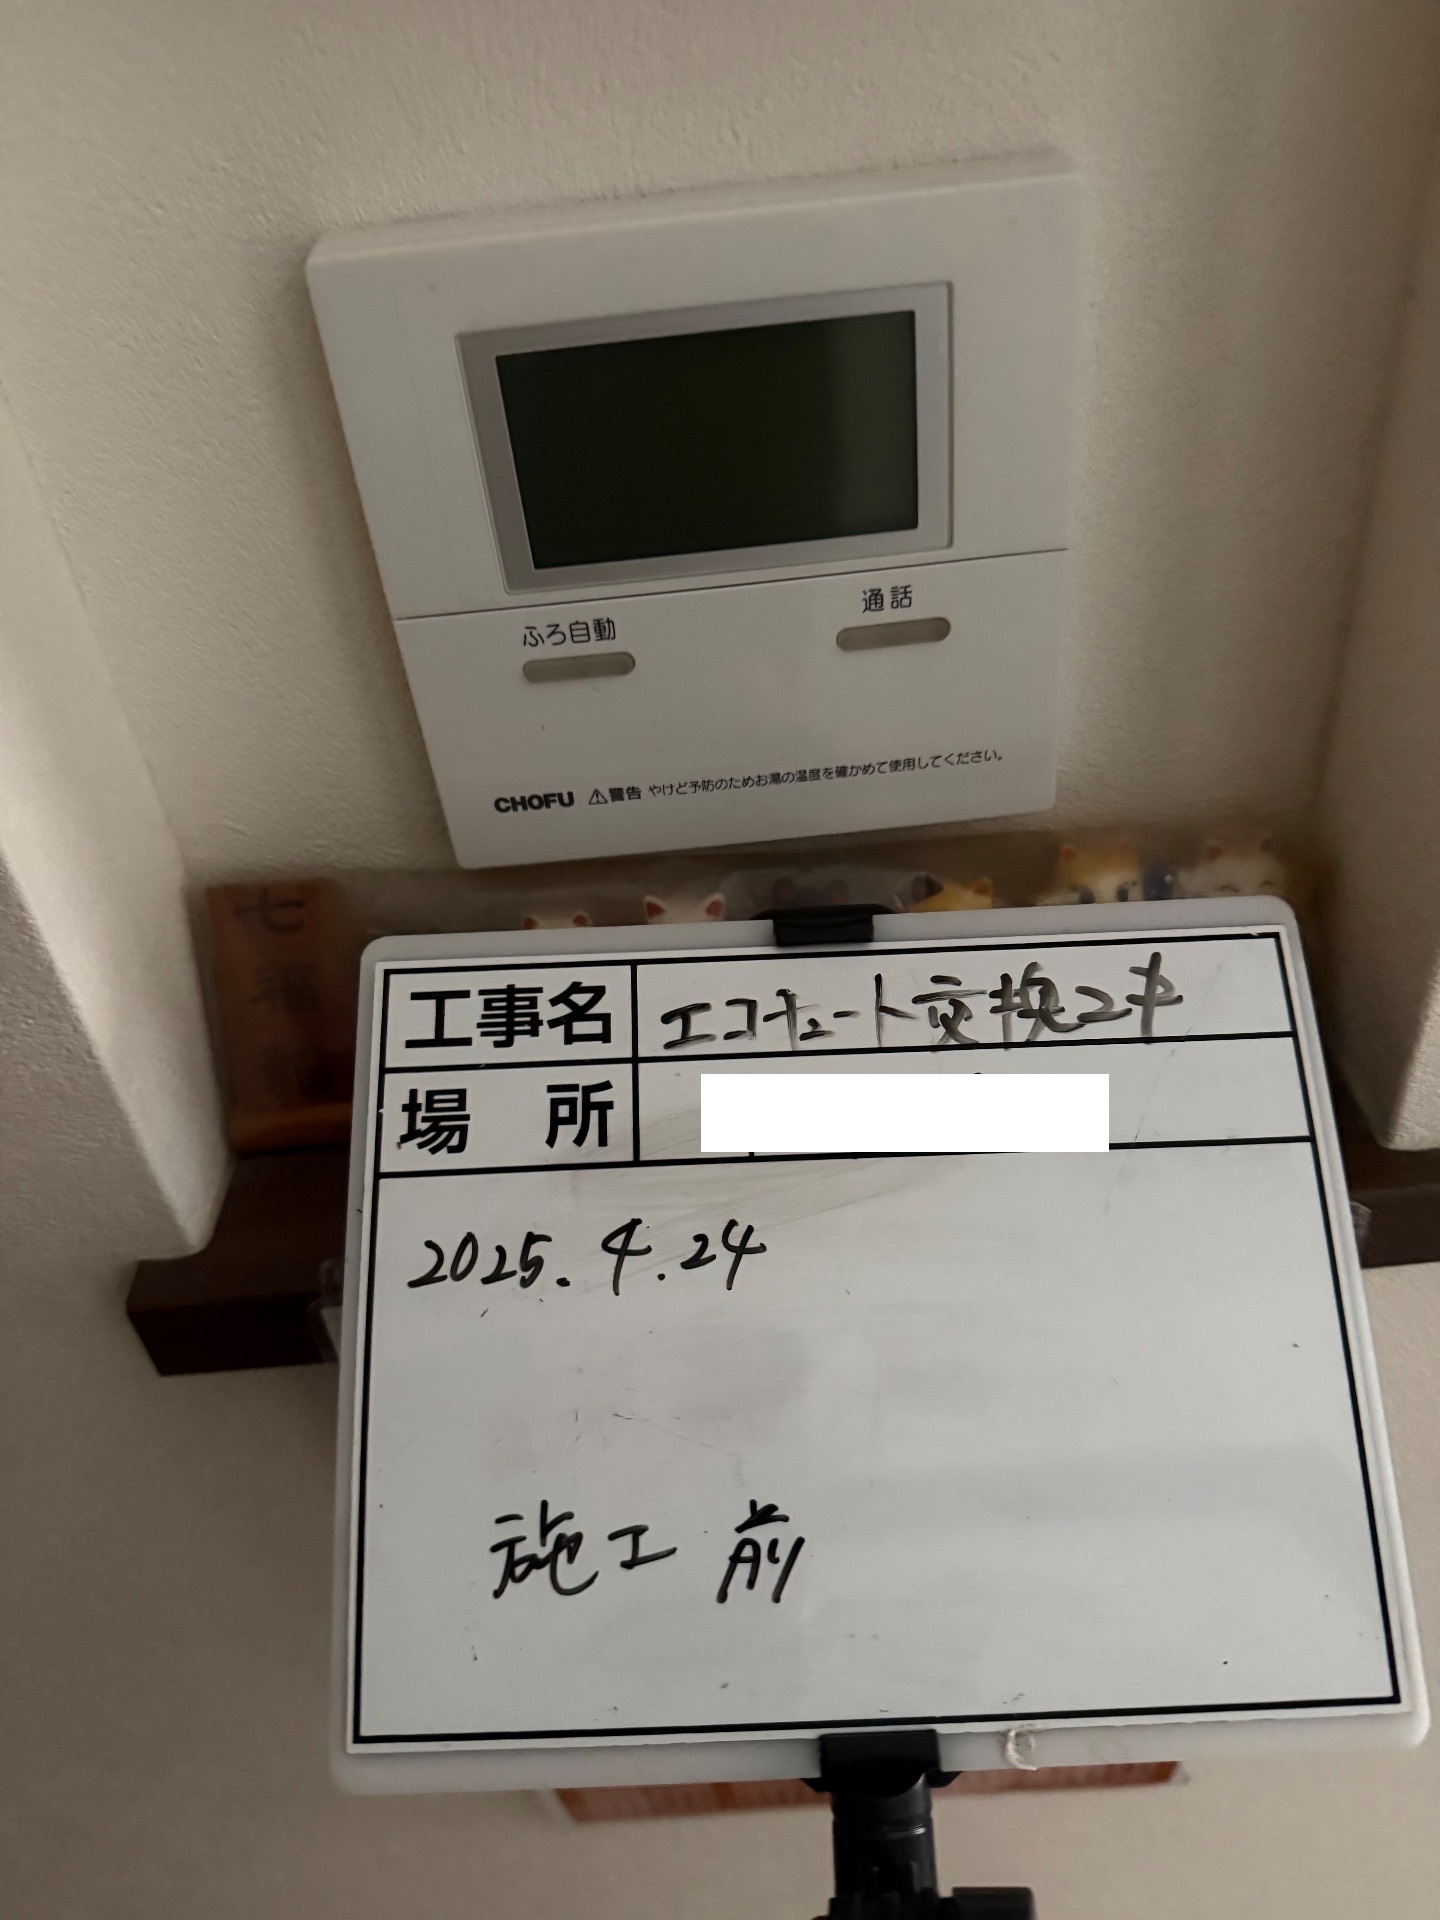 ふろ自動
通話
CHOFU ⚠警告 やけど予防のためお湯の温度を確かめて使用してください。
七福
工事名 エコキュート交換工事
場 所
2025.4.24
施工前